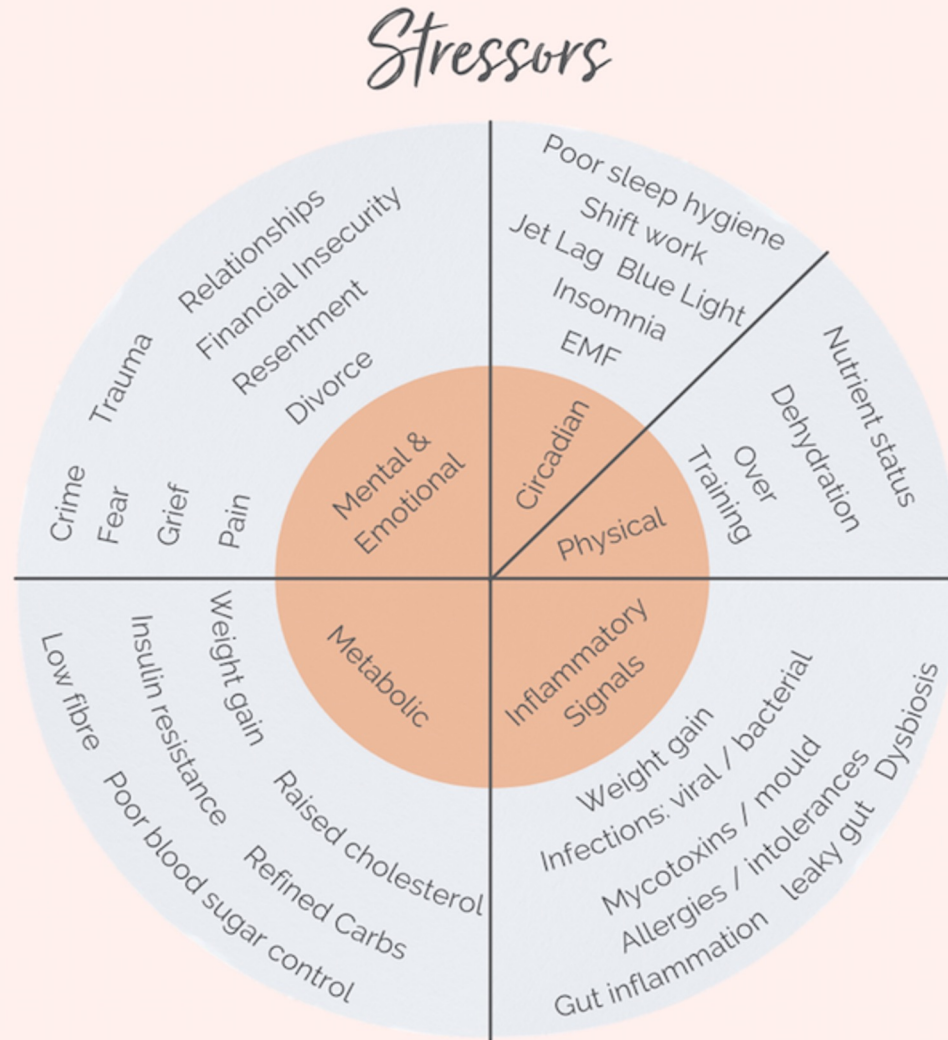 Stressors
Relationships
Financial Insecurity
Resentment
Divorce
Trauma
Crime
Fear
Grief
Pain
Mental &
Emotional
Poor sleep hygiene
Shift work
Jet Lag Blue Light
Insomnia
EMF
Circadian
Nutrient status
Dehydration
Over
Training
Physical
Metabolic
Weight gain
Insulin resistance
Low fibre
Raised cholesterol
Refined Carbs
Poor blood sugar control
Inflammatory
Signals
Weight gain
Infections: viral / bacterial
Mycotoxins / mould
Allergies / intolerances
Gut inflammation
leaky gut
Dysbiosis